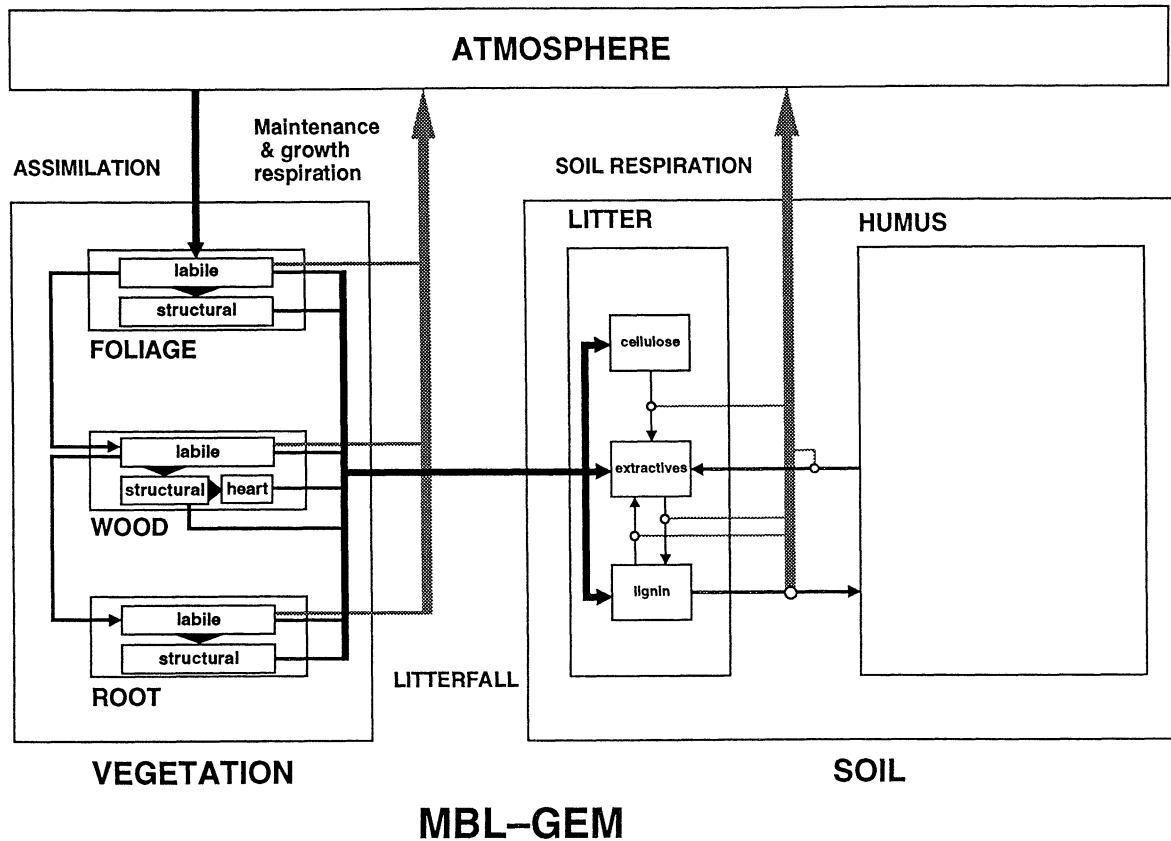 ATMOSPHERE
Maintenance
& growth
respiration
ASSIMILATION
SOIL RESPIRATION
LITTER
HUMUS
labile
structural
FOLIAGE
cellulose
labile
structural
heart
WOOD
extractives
labile
structural
ROOT
lignin
LITTERFALL
VEGETATION
SOIL
MBL–GEM